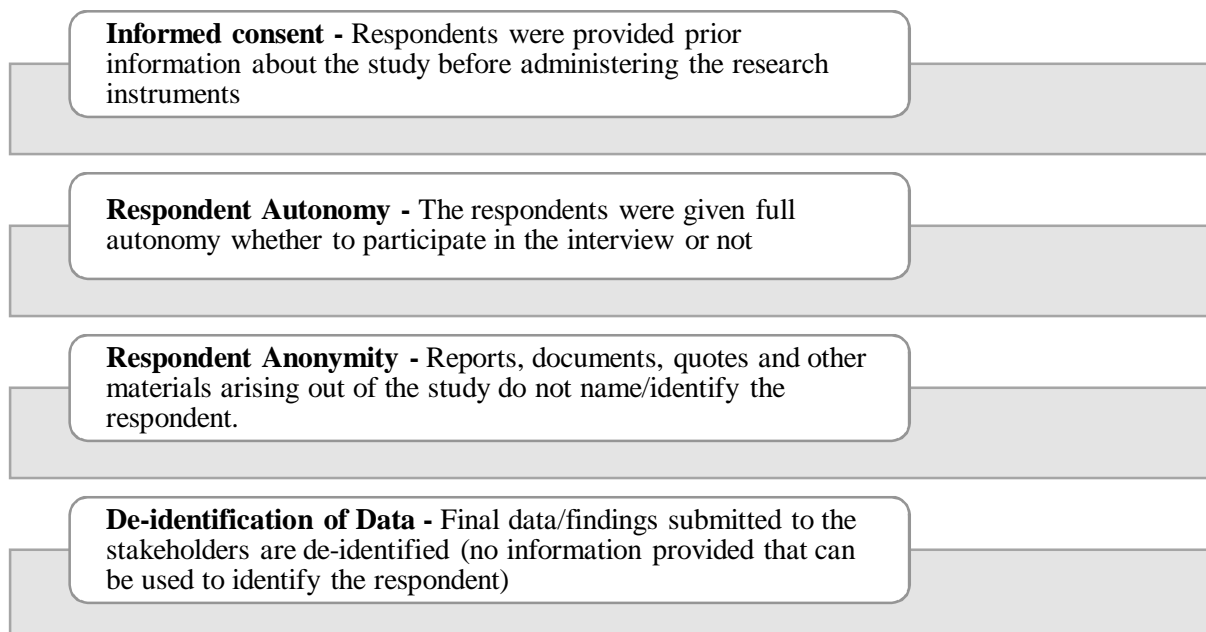 Informed consent - Respondents were provided prior
information about the study before administering the research
instruments
Respondent Autonomy - The respondents were given full
autonomy whether to participate in the interview or not
Respondent Anonymity - Reports, documents, quotes and other
materials arising out of the study do not name/identify the
respondent.
De-identification of Data - Final data/findings submitted to the
stakeholders are de-identified (no information provided that can
be used to identify the respondent)